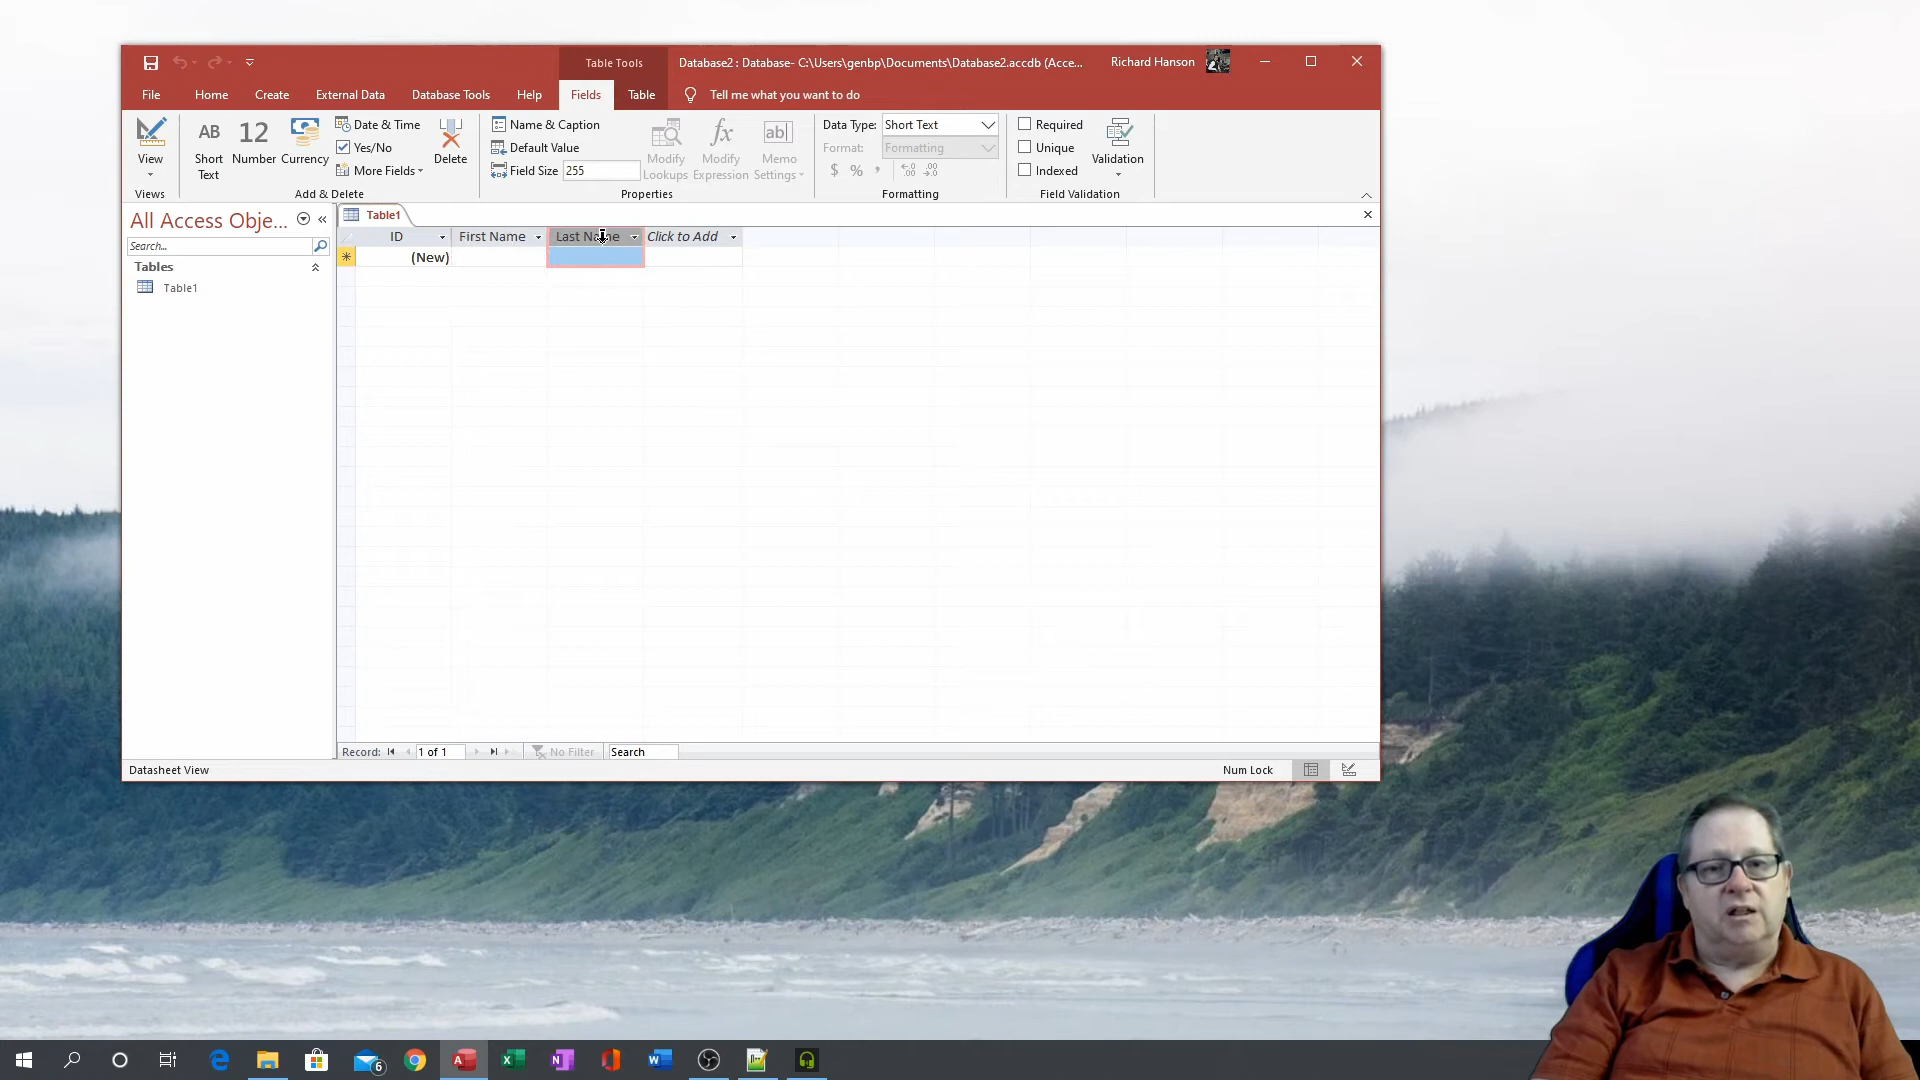 Table Tools
Database2 : Database- C:\Users\genbp\Documents\Database2.accdb (Acce...
Richard Hanson
File Home Create External Data Database Tools Help Fields Table Tell me what you want to do
View
Views
AB
Short
Text
12
Number
Currency
Date & Time
Yes/No
More Fields
Delete
Add & Delete
Name & Caption
Default Value
Field Size 255
Modify
Lookups
fx
Modify
Expression
ab|
Memo
Settings
Properties
Data Type: Short Text
Format: Formatting
$ % ,
Formatting
Required
Unique
Indexed
Validation
Field Validation
All Access Obje...
Search...
Tables
Table1
Table1
ID First Name Last Name Click to Add
(New)
Record: 1 of 1 No Filter Search
Datasheet View
Num Lock
6